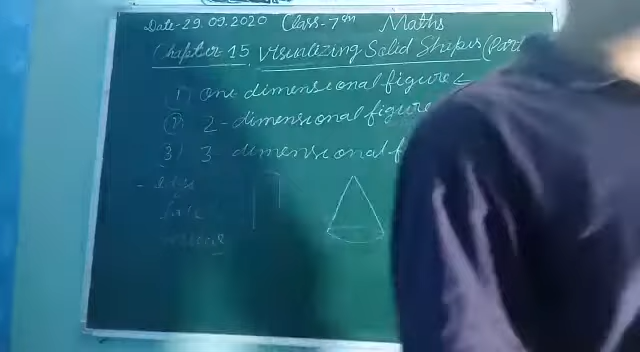 Date-29.09.2020 Class-7th Maths
Chapter 15. Visualizing Solid Shapes (Part
1) one dimensional figure
2) 2-dimensional figure
3) 3-dimensional f